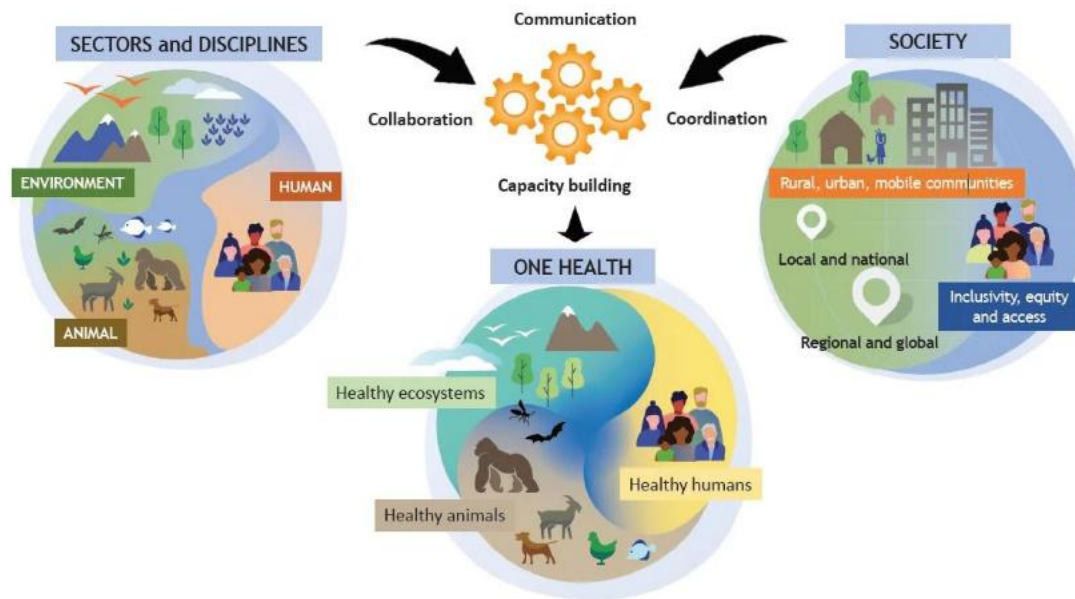 Communication
SECTORS and DISCIPLINES
SOCIETY
Collaboration
Coordination
ENVIRONMENT
HUMAN
Capacity building
Rural, urban, mobile communities
Local and national
ONE HEALTH
Inclusivity, equity
and access
ANIMAL
Regional and global
Healthy ecosystems
Healthy humans
Healthy animals